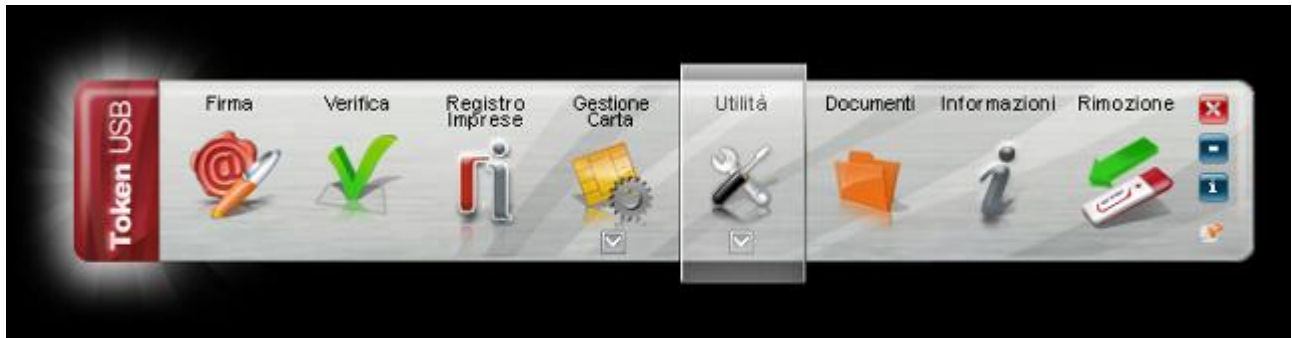 Token USB
Firma
Verifica
Registro
Imprese
Gestione
Carta
Utilità
Documenti
Informazioni
Rimozione